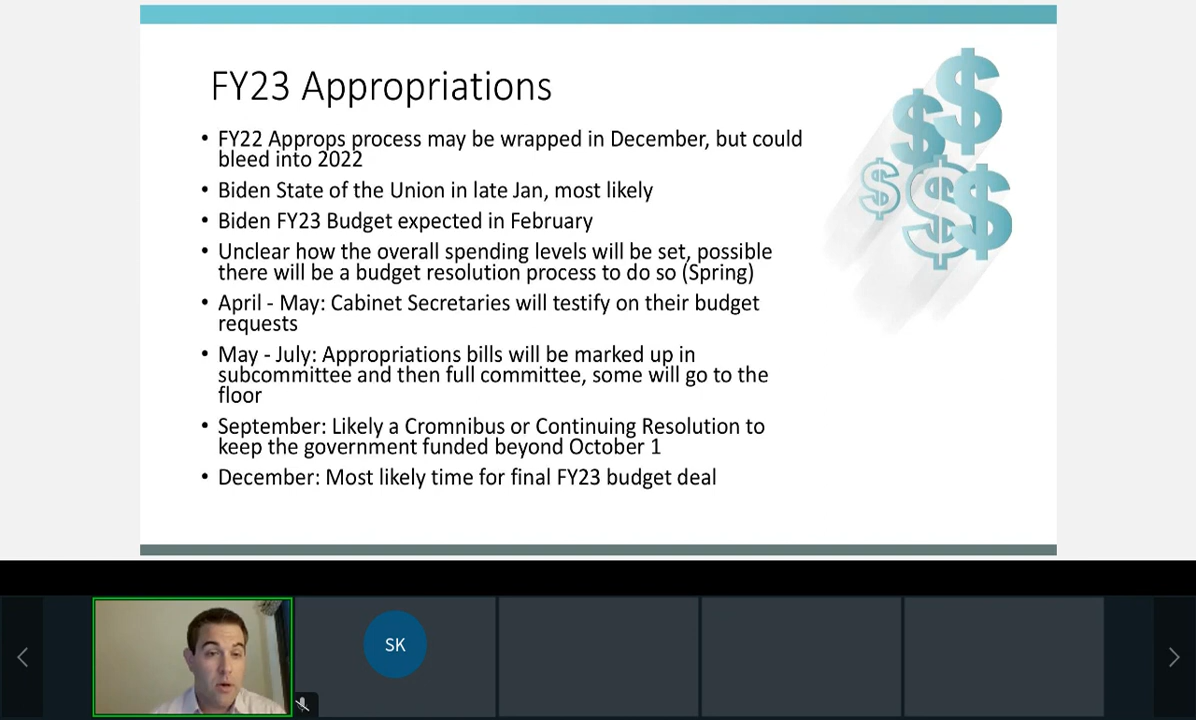 FY23 Appropriations
• FY22 Approps process may be wrapped in December, but could
bleed into 2022
• Biden State of the Union in late Jan, most likely
• Biden FY23 Budget expected in February
• Unclear how the overall spending levels will be set, possible
there will be a budget resolution process to do so (Spring)
• April - May: Cabinet Secretaries will testify on their budget
requests
• May - July: Appropriations bills will be marked up in
subcommittee and then full committee, some will go to the
floor
• September: Likely a Cromnibus or Continuing Resolution to
keep the government funded beyond October 1
• December: Most likely time for final FY23 budget deal
SK